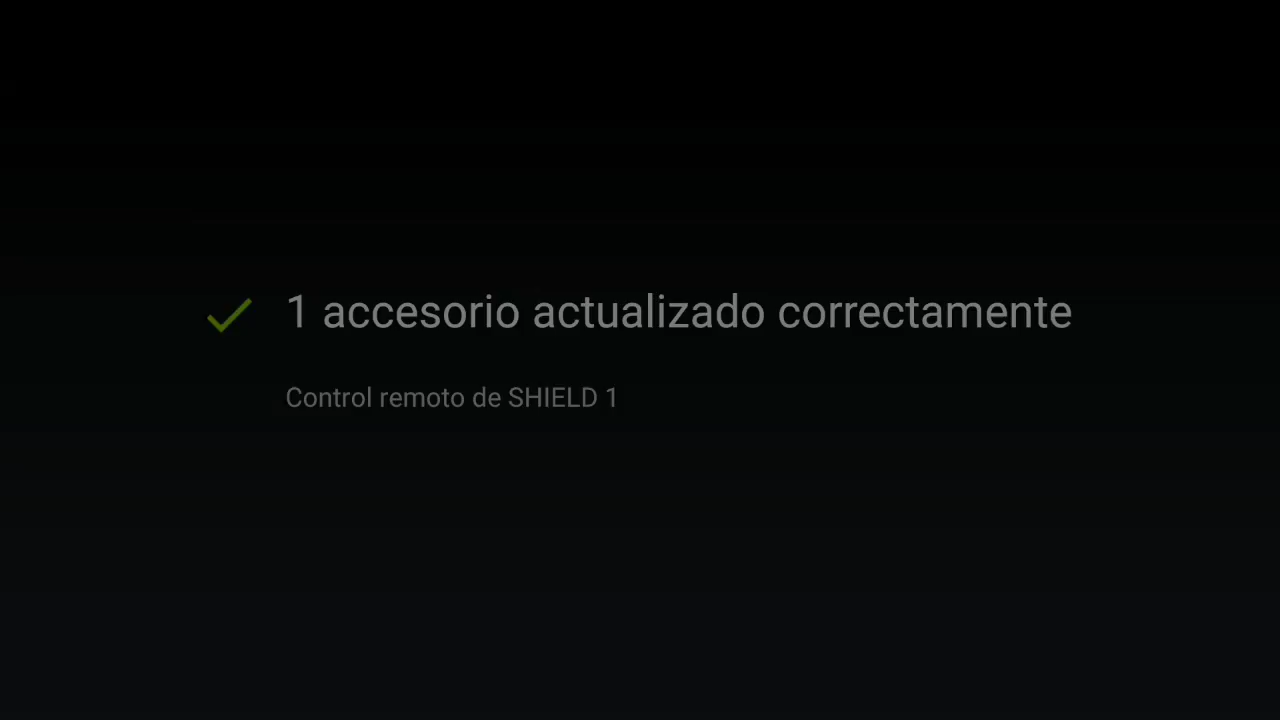 1 accesorio actualizado correctamente
Control remoto de SHIELD 1